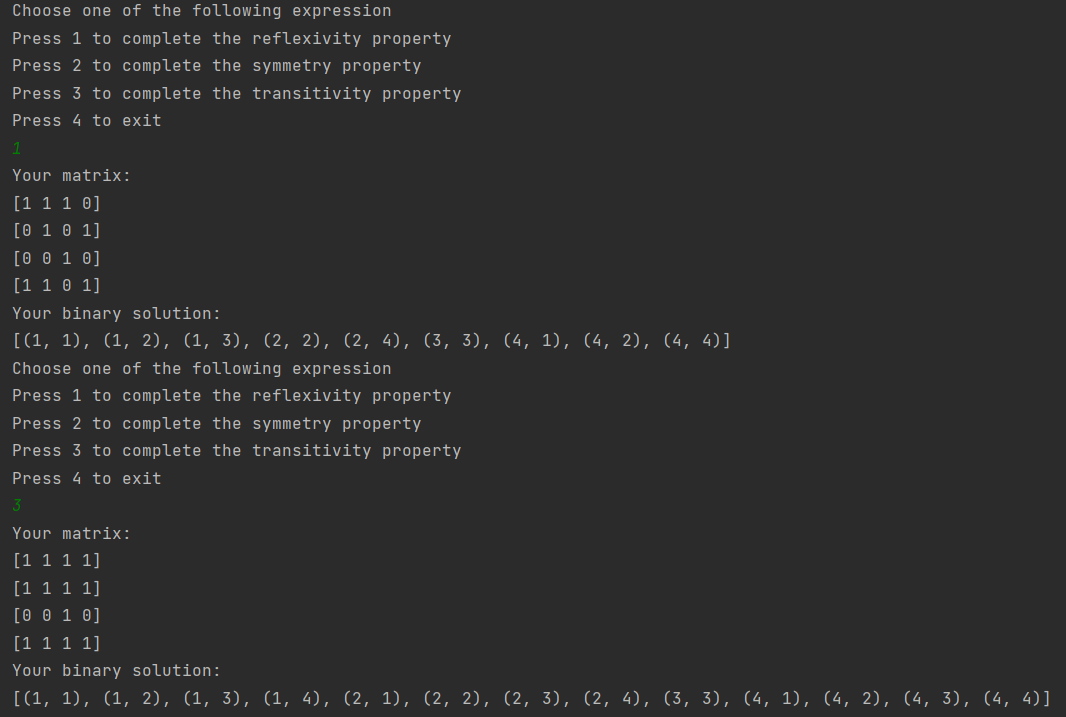 Choose one of the following expression
Press 1 to complete the reflexivity property
Press 2 to complete the symmetry property
Press 3 to complete the transitivity property
Press 4 to exit
1
Your matrix:
[1 1 1 0]
[0 1 0 1]
[0 0 1 0]
[1 1 0 1]
Your binary solution:
[(1, 1), (1, 2), (1, 3), (2, 2), (2, 4), (3, 3), (4, 1), (4, 2), (4, 4)]
Choose one of the following expression
Press 1 to complete the reflexivity property
Press 2 to complete the symmetry property
Press 3 to complete the transitivity property
Press 4 to exit
3
Your matrix:
[1 1 1 1]
[1 1 1 1]
[0 0 1 0]
[1 1 1 1]
Your binary solution:
[(1, 1), (1, 2), (1, 3), (1, 4), (2, 1), (2, 2), (2, 3), (2, 4), (3, 3), (4, 1), (4, 2), (4, 3), (4, 4)]